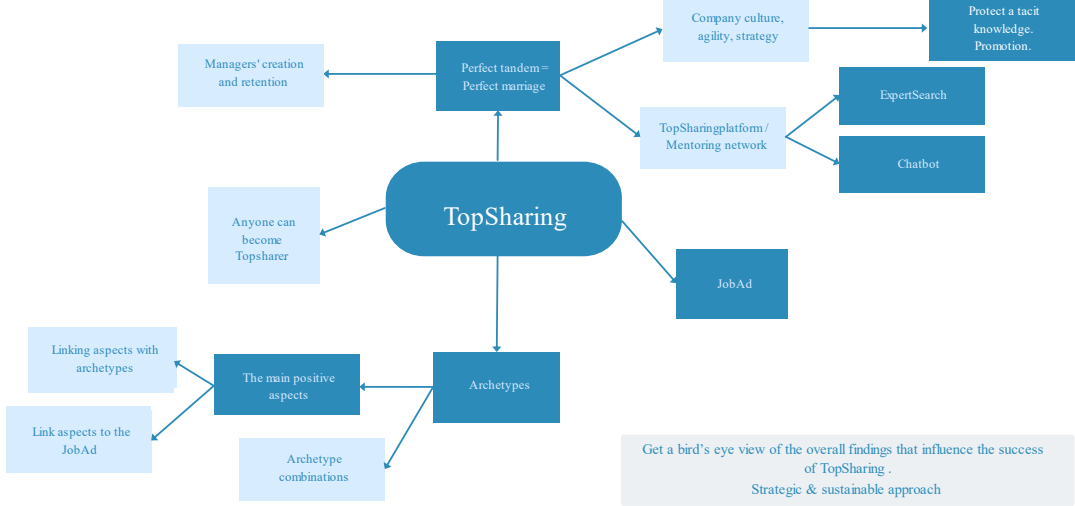 Protect a tacit
knowledge.
Promotion.
Company culture,
agility, strategy
Managers' creation
and retention
Perfect tandem =
Perfect marriage
ExpertSearch
TopSharingplatform /
Mentoring network
Chatbot
TopSharing
Anyone can
become
Topsharer
JobAd
Linking aspects with
archetypes
The main positive
aspects
Archetypes
Link aspects to the
JobAd
Archetype
combinations
Get a bird’s eye view of the overall findings that influence the success
of TopSharing .
Strategic & sustainable approach